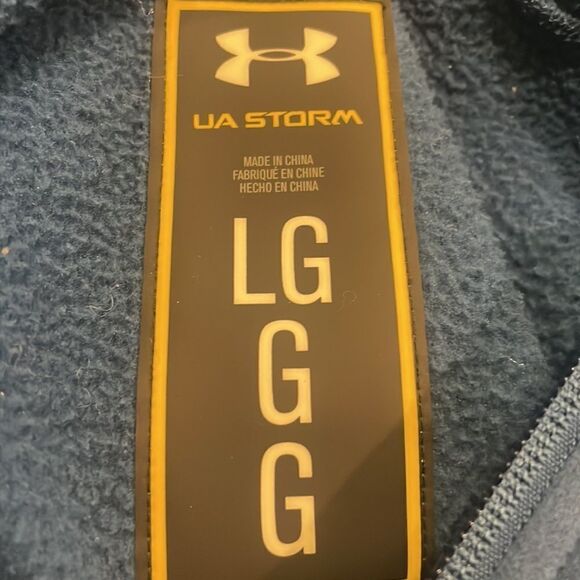 UA STORM
MADE IN CHINA
FABRIQUÉ EN CHINE
HECHO EN CHINA
LG
G
G